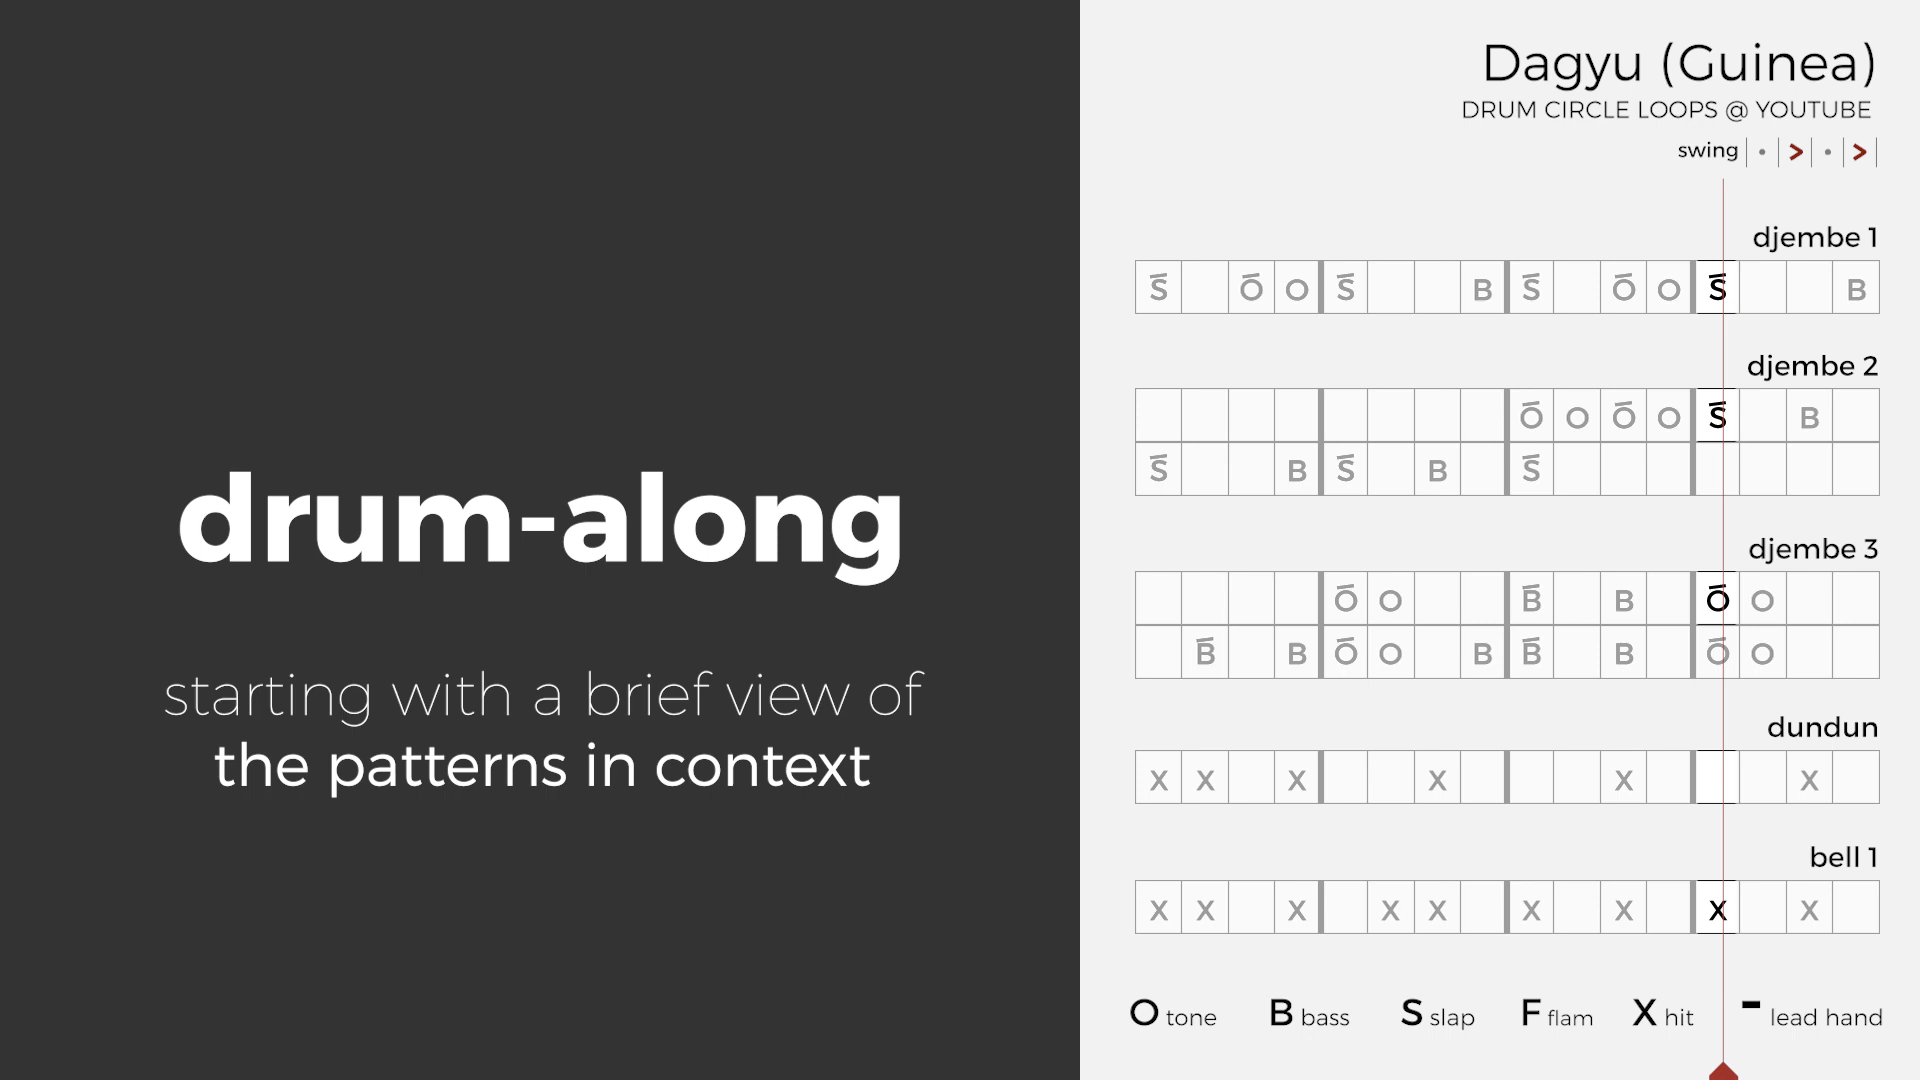 drum-along
starting with a brief view of
the patterns in context
Dagyu (Guinea)
DRUM CIRCLE LOOPS @ YOUTUBE
swing • > • >
djembe 1
S̄ Ō O S̄ B S̄ Ō O S̄ B
djembe 2
Ō O Ō O S̄ B
S̄ B S̄ B S̄
djembe 3
Ō O B̄ B Ō O
B̄ B Ō O B B̄ B Ō O
dundun
X X X X X X
bell 1
X X X X X X X X X
O tone B bass S slap F flam X hit - lead hand